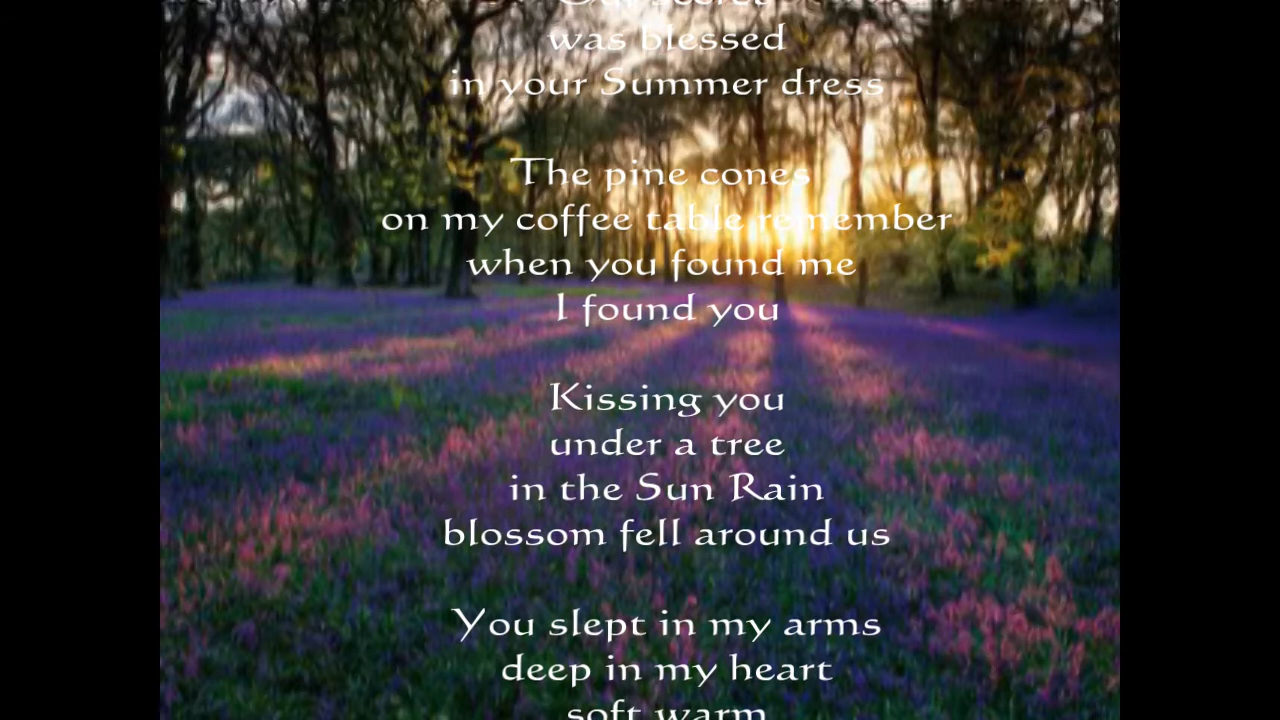 was blessed
in your Summer dress
The pine cones
on my coffee table remember
when you found me
I found you
Kissing you
under a tree
in the Sun Rain
blossom fell around us
You slept in my arms
deep in my heart
soft warm